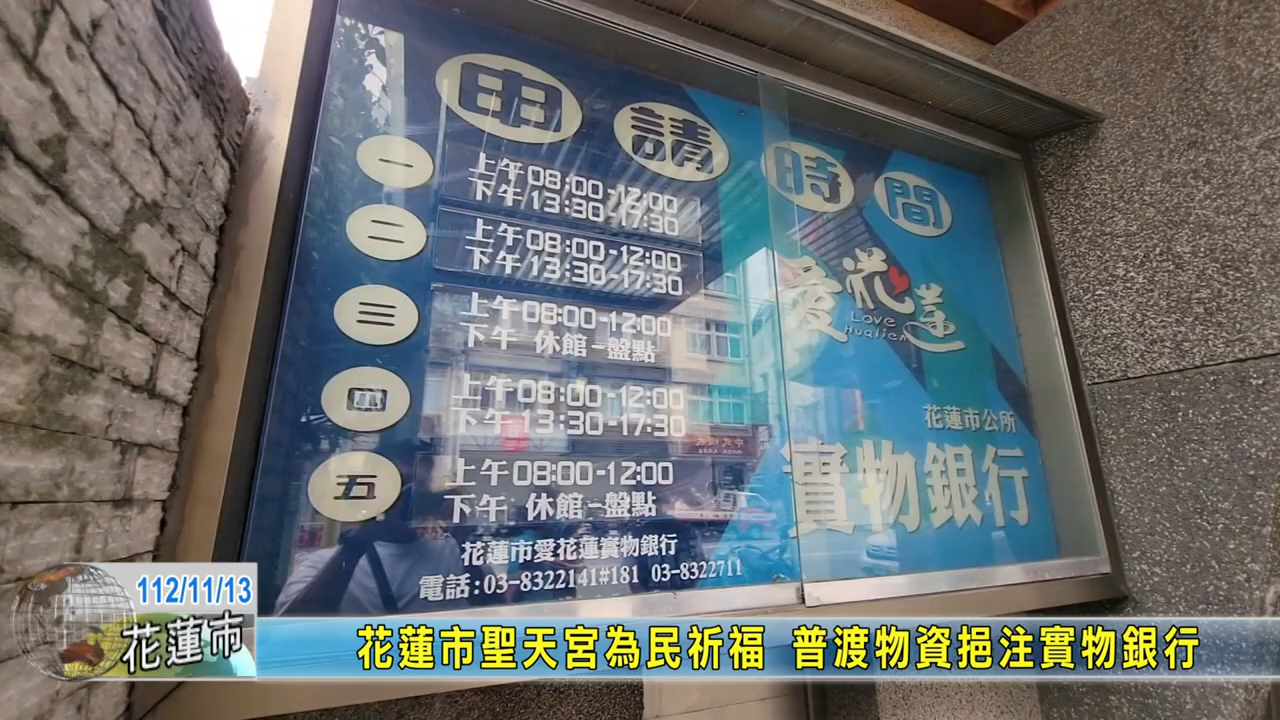 申請時間
一
上午08:00-12:00
下午13:30-17:30
二
上午08:00-12:00
下午13:30-17:30
三
上午08:00-12:00
下午 休館-盤點
四
上午08:00-12:00
下午13:30-17:30
五
上午08:00-12:00
下午 休館-盤點
花蓮市愛花蓮實物銀行
電話:03-8322141#181 03-8322711
愛花蓮
Love
Hualien
花蓮市公所
實物銀行
112/11/13
花蓮市
花蓮市聖天宮為民祈福 普渡物資挹注實物銀行